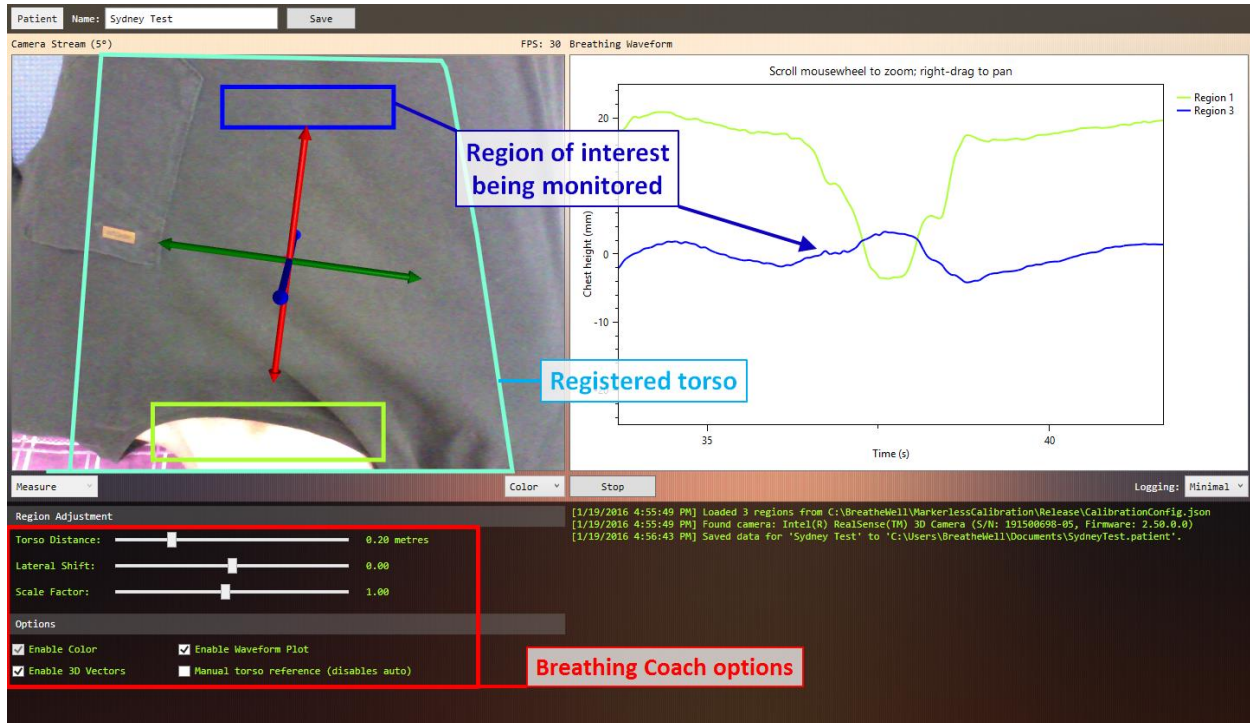 Patient Name: Sydney Test Save
Camera Stream (5°) FPS: 30 Breathing Waveform
Scroll mousewheel to zoom; right-drag to pan
Region 1
Region 3
20
0
-10
Chest height (mm)
35 40
Time (s)
Region of interest
being monitored
Registered torso
Measure Color Stop Logging: Minimal
Region Adjustment
Torso Distance: 0.20 metres
Lateral Shift: 0.00
Scale Factor: 1.00
Options
Enable Color Enable Waveform Plot
Enable 3D Vectors Manual torso reference (disables auto)
[1/19/2016 4:55:49 PM] Loaded 3 regions from C:\BreatheWell\MarkerlessCalibration\Release\CalibrationConfig.json
[1/19/2016 4:55:49 PM] Found camera: Intel(R) RealSense(TM) 3D Camera (S/N: 191500698-05, Firmware: 2.50.0.0)
[1/19/2016 4:56:43 PM] Saved data for 'Sydney Test' to 'C:\Users\BreatheWell\Documents\SydneyTest.patient'.
Breathing Coach options